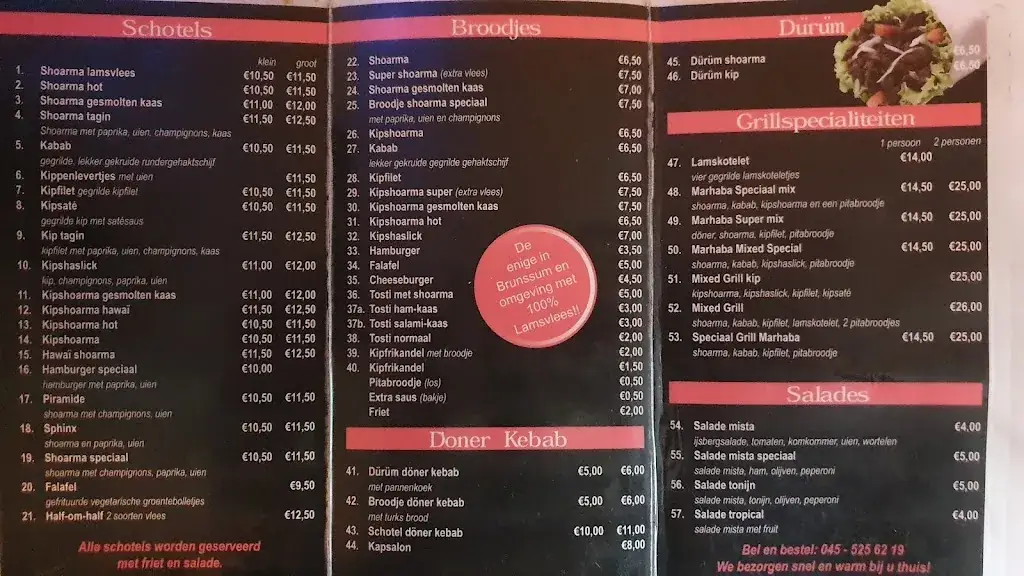 Schotels
klein groot
1. Shoarma lamsvlees €10,50 €11,50
2. Shoarma hot €10,50 €11,50
3. Shoarma gesmolten kaas €11,00 €12,00
4. Shoarma tagin €11,50 €12,50
Shoarma met paprika, uien, champignons, kaas
5. Kabab €10,50 €11,50
gegrilde, lekker gekruide rundergehaktschijf
6. Kippenlevertjes met uien €11,50
7. Kipfilet gegrilde kipfilet €10,50 €11,50
8. Kipsaté €10,50 €11,50
gegrilde kip met satésaus
9. Kip tagin €11,50 €12,50
kipfilet met paprika, uien, champignons, kaas
10. Kipshaslick €11,00 €12,00
kip, champignons, paprika, uien
11. Kipshoarma gesmolten kaas €11,00 €12,00
12. Kipshoarma hawaï €11,50 €12,50
13. Kipshoarma hot €10,50 €11,50
14. Kipshoarma €10,50 €11,50
15. Hawaï shoarma €11,50 €12,50
16. Hamburger speciaal €10,00
hamburger met paprika, uien
17. Piramide €10,50 €11,50
shoarma met champignons, uien
18. Sphinx €10,50 €11,50
shoarma en paprika, uien
19. Shoarma speciaal €10,50 €11,50
shoarma met champignons, paprika, uien
20. Falafel €9,50
gefrituurde vegetarische groentebolletjes
21. Half-om-half 2 soorten vlees €12,50
Alle schotels worden geserveerd
met friet en salade.
Broodjes
22. Shoarma €6,50
23. Super shoarma (extra vlees) €7,50
24. Shoarma gesmolten kaas €7,00
25. Broodje shoarma speciaal €7,50
met paprika, uien en champignons
26. Kipshoarma €6,50
27. Kabab €6,50
lekker gekruide gegrilde gehaktschijf
28. Kipfilet €6,50
29. Kipshoarma super (extra vlees) €7,50
30. Kipshoarma gesmolten kaas €7,50
31. Kipshoarma hot €6,50
32. Kipshaslick €7,00
33. Hamburger €3,50
34. Falafel €5,00
35. Cheeseburger €4,50
36. Tosti met shoarma €5,00
37a. Tosti ham-kaas €3,00
37b. Tosti salami-kaas €3,00
38. Tosti normaal €2,00
39. Kipfrikandel met broodje €2,00
40. Kipfrikandel €1,50
Pitabroodje (los) €0,50
Extra saus (bakje) €0,50
Friet €2,00
De
enige in
Brunssum en
omgeving met
100%
Lamsvlees!!
Doner Kebab
41. Dürüm döner kebab €5,00 €6,00
met pannenkoek
42. Broodje döner kebab €5,00 €6,00
met turks brood
43. Schotel döner kebab €10,00 €11,00
44. Kapsalon €8,00
Dürüm
45. Dürüm shoarma €6,50
46. Dürüm kip €6,50
Grillspecialiteiten
1 persoon 2 personen
47. Lamskotelet €14,00
vier gegrilde lamskoteletjes
48. Marhaba Speciaal mix €14,50 €25,00
shoarma, kabab, kipshoarma en een pitabroodje
49. Marhaba Super mix €14,50 €25,00
döner, shoarma, kipfilet, pitabroodje
50. Marhaba Mixed Special €14,50 €25,00
shoarma, kabab, kipshaslick, pitabroodje
51. Mixed Grill kip €25,00
kipshoarma, kipshaslick, kipfilet, kipsaté
52. Mixed Grill €26,00
shoarma, kabab, kipfilet, lamskotelet, 2 pitabroodjes
53. Speciaal Grill Marhaba €14,50 €25,00
shoarma, kabab, kipfilet, pitabroodje
Salades
54. Salade mista €4,00
ijsbergsalade, tomaten, komkommer, uien, wortelen
55. Salade mista speciaal €5,00
salade mista, ham, olijven, peperoni
56. Salade tonijn €5,00
salade mista, tonijn, olijven, peperoni
57. Salade tropical €4,00
salade mista met fruit
Bel en bestel: 045 - 525 62 19
We bezorgen snel en warm bij u thuis!